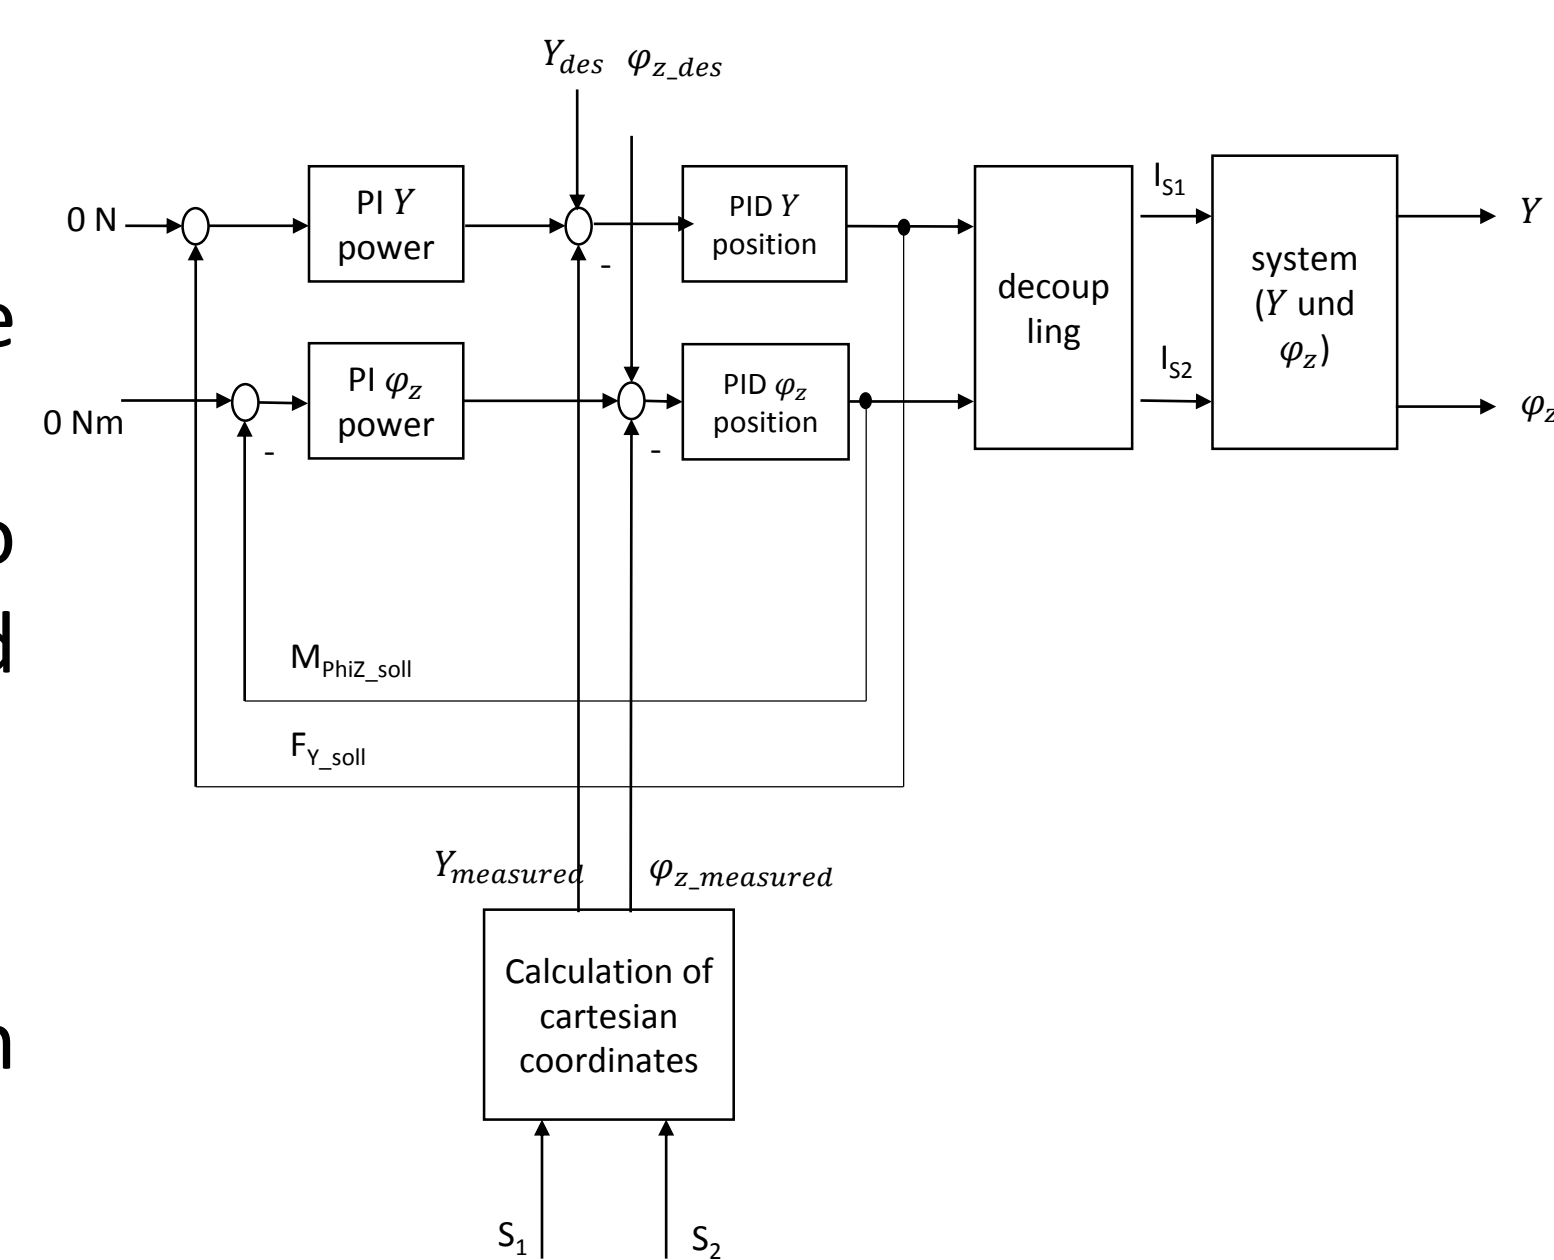 Y_des φ_z_des
0 N
PI Y
power
-
PID Y
position
I_S1
Y
decoup
ling
system
(Y und
φ_z)
0 Nm
-
PI φ_z
power
-
PID φ_z
position
I_S2
φ_z
e
o
d
n
M_PhiZ_soll
F_Y_soll
Y_measured φ_z_measured
Calculation of
cartesian
coordinates
S_1 S_2